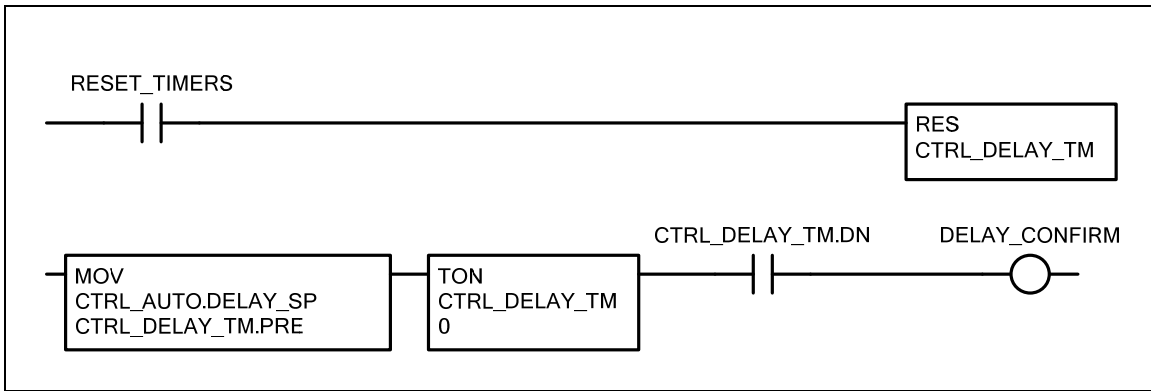 RESET_TIMERS
RES
CTRL_DELAY_TM
CTRL_DELAY_TM.DN
DELAY_CONFIRM
MOV
CTRL_AUTO.DELAY_SP
CTRL_DELAY_TM.PRE
TON
CTRL_DELAY_TM
0